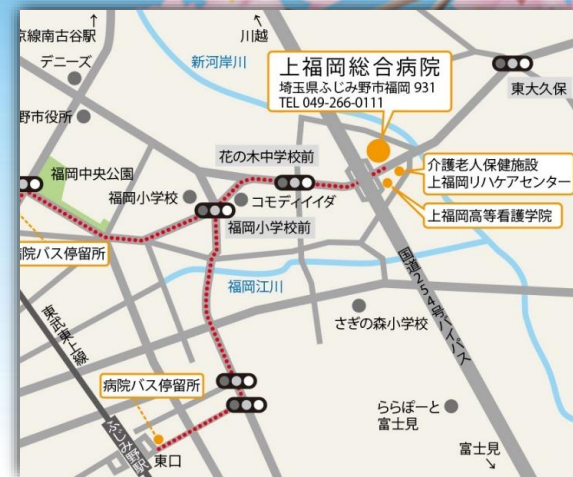 京線南古谷駅
川越
デニーズ
新河岸川
上福岡総合病院
埼玉県ふじみ野市福岡 931
TEL 049-266-0111
東大久保
野市役所
花の木中学校前
福岡中央公園
福岡小学校
コモディイイダ
介護老人保健施設
上福岡リハケアセンター
上福岡高等看護学院
福岡小学校前
院バス停留所
福岡江川
国道254号バイパス
さぎの森小学校
東武東上線
病院バス停留所
ららぽーと
富士見
ふじみ野駅
東口
富士見